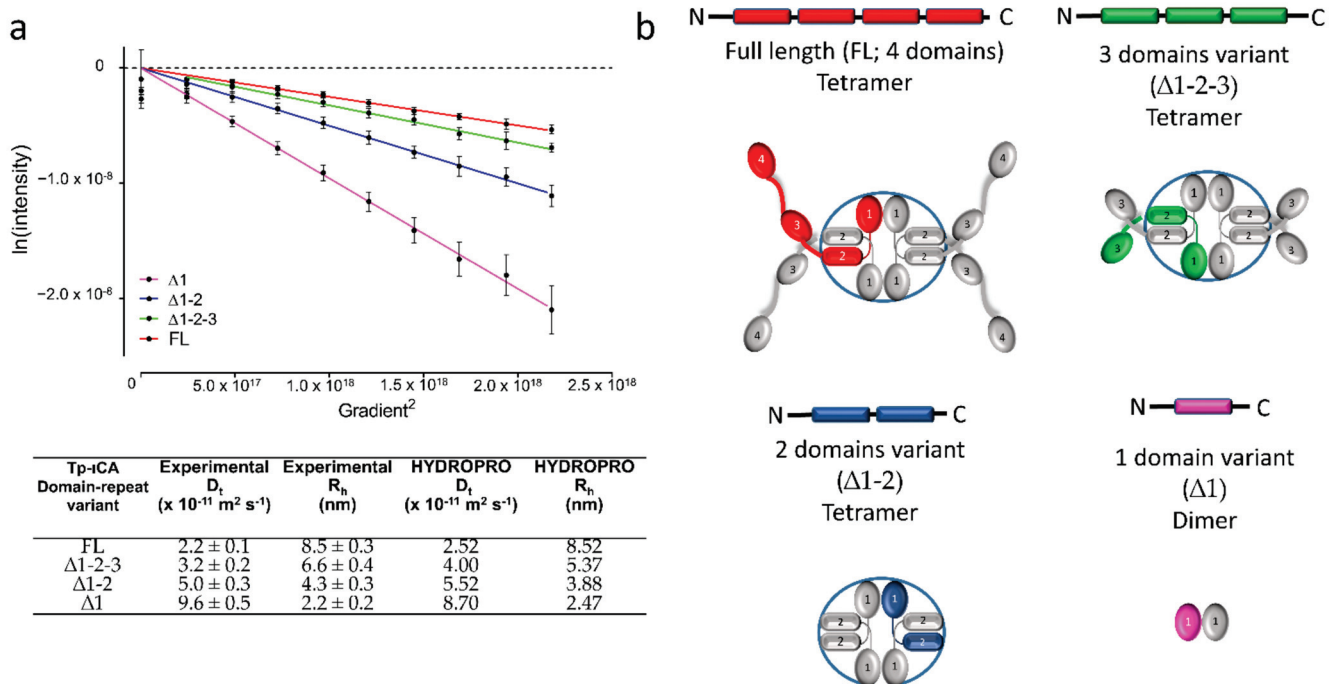 a
0
−1.0 x 10⁻⁸
−2.0 x 10⁻⁸
ln(intensity)
Δ1
Δ1-2
Δ1-2-3
FL
0
5.0 x 10¹⁷
1.0 x 10¹⁸
1.5 x 10¹⁸
2.0 x 10¹⁸
2.5 x 10¹⁸
Gradient²
Tp-ιCA Domain-repeat variant Experimental Dt (x 10⁻¹¹ m² s⁻¹) Experimental Rh (nm) HYDROPRO Dt (x 10⁻¹¹ m² s⁻¹) HYDROPRO Rh (nm)
FL 2.2 ± 0.1 8.5 ± 0.3 2.52 8.52
Δ1-2-3 3.2 ± 0.2 6.6 ± 0.4 4.00 5.37
Δ1-2 5.0 ± 0.3 4.3 ± 0.3 5.52 3.88
Δ1 9.6 ± 0.5 2.2 ± 0.2 8.70 2.47
b
N C
Full length (FL; 4 domains)
Tetramer
4 4
1 1
3 2 2 3
2 2
3 1 1 3
4 4
N C
3 domains variant
(Δ1-2-3)
Tetramer
1 1
3 2 2 3
2 2
3 1 1 3
N C
2 domains variant
(Δ1-2)
Tetramer
1 1
2 2
2 2
1 1
N C
1 domain variant
(Δ1)
Dimer
1 1